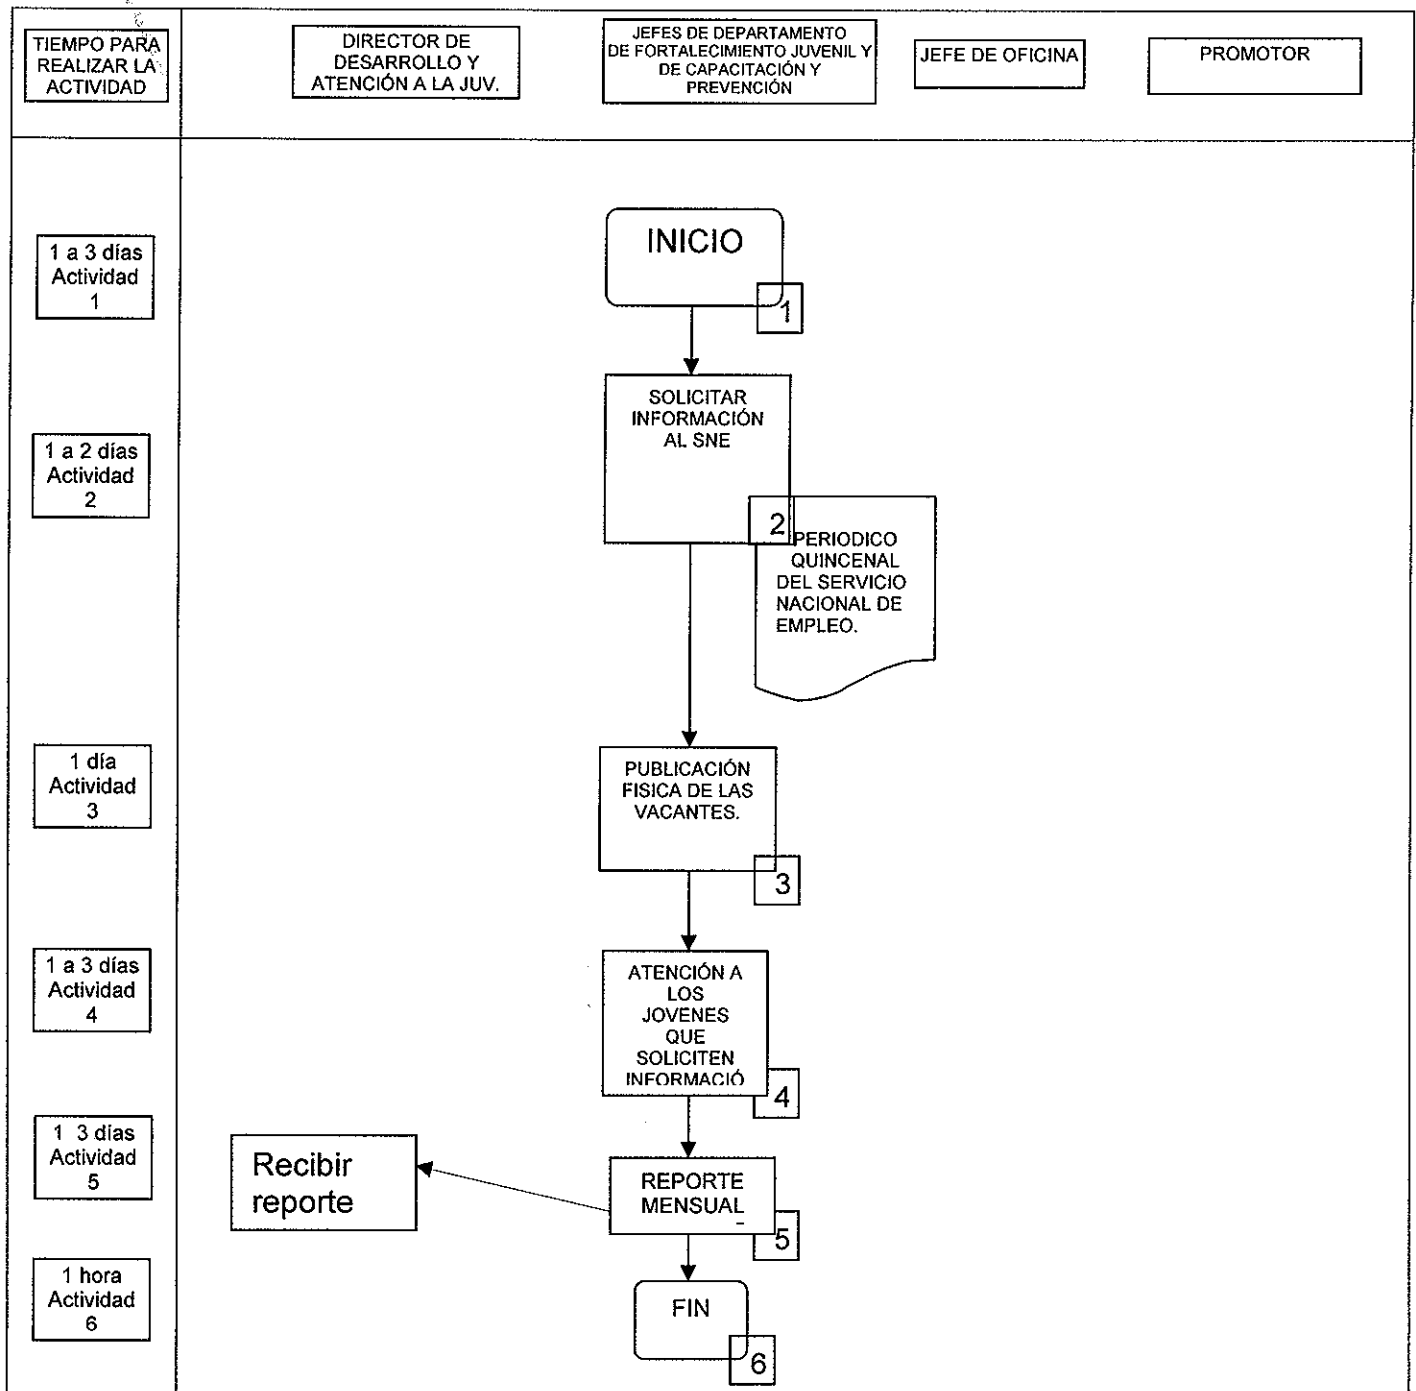 TIEMPO PARA
REALIZAR LA
ACTIVIDAD
DIRECTOR DE
DESARROLLO Y
ATENCIÓN A LA JUV.
JEFES DE DEPARTAMENTO
DE FORTALECIMIENTO JUVENIL Y
DE CAPACITACIÓN Y
PREVENCIÓN
JEFE DE OFICINA
PROMOTOR
1 a 3 días
Actividad
1
INICIO
1
1 a 2 días
Actividad
2
SOLICITAR
INFORMACIÓN
AL SNE
2
PERIODICO
QUINCENAL
DEL SERVICIO
NACIONAL DE
EMPLEO.
1 día
Actividad
3
PUBLICACIÓN
FISICA DE LAS
VACANTES.
3
1 a 3 días
Actividad
4
ATENCIÓN A
LOS
JOVENES
QUE
SOLICITEN
INFORMACIÓ
4
1 3 días
Actividad
5
Recibir
reporte
REPORTE
MENSUAL
5
1 hora
Actividad
6
FIN
6